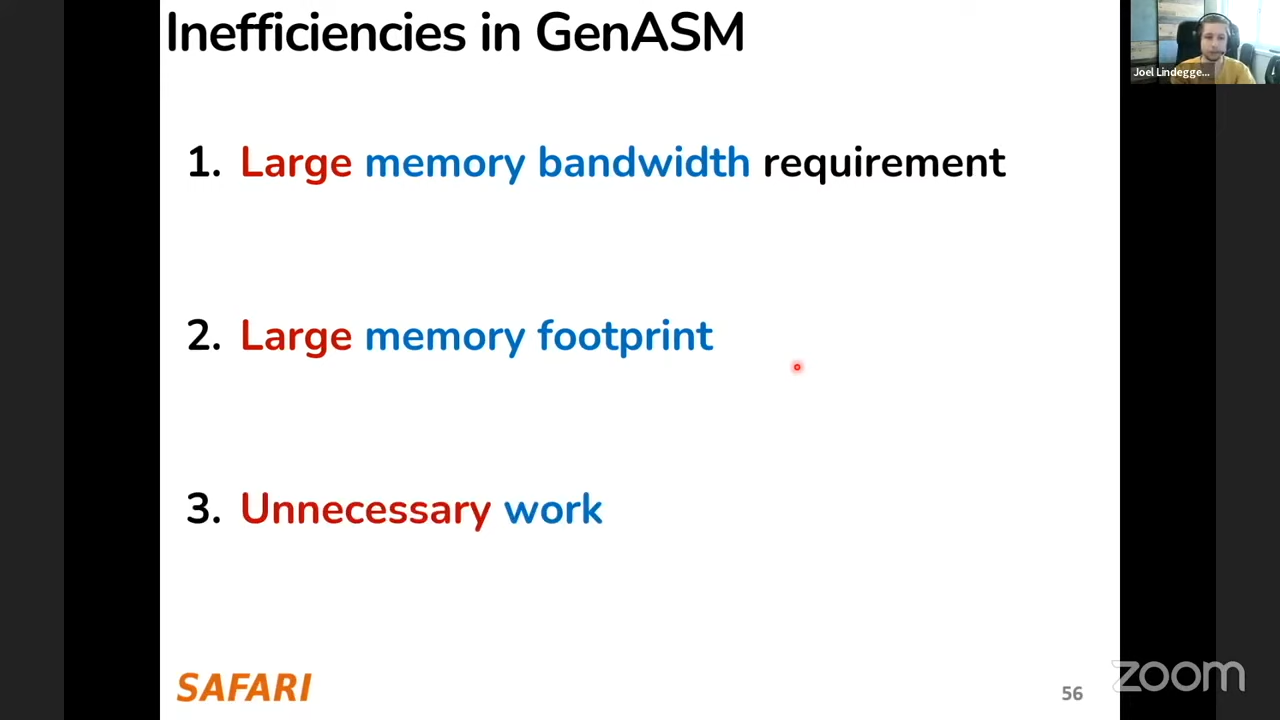 Inefficiencies in GenASM
Joel Lindegge...
1. Large memory bandwidth requirement
2. Large memory footprint
3. Unnecessary work
SAFARI
56
zoom